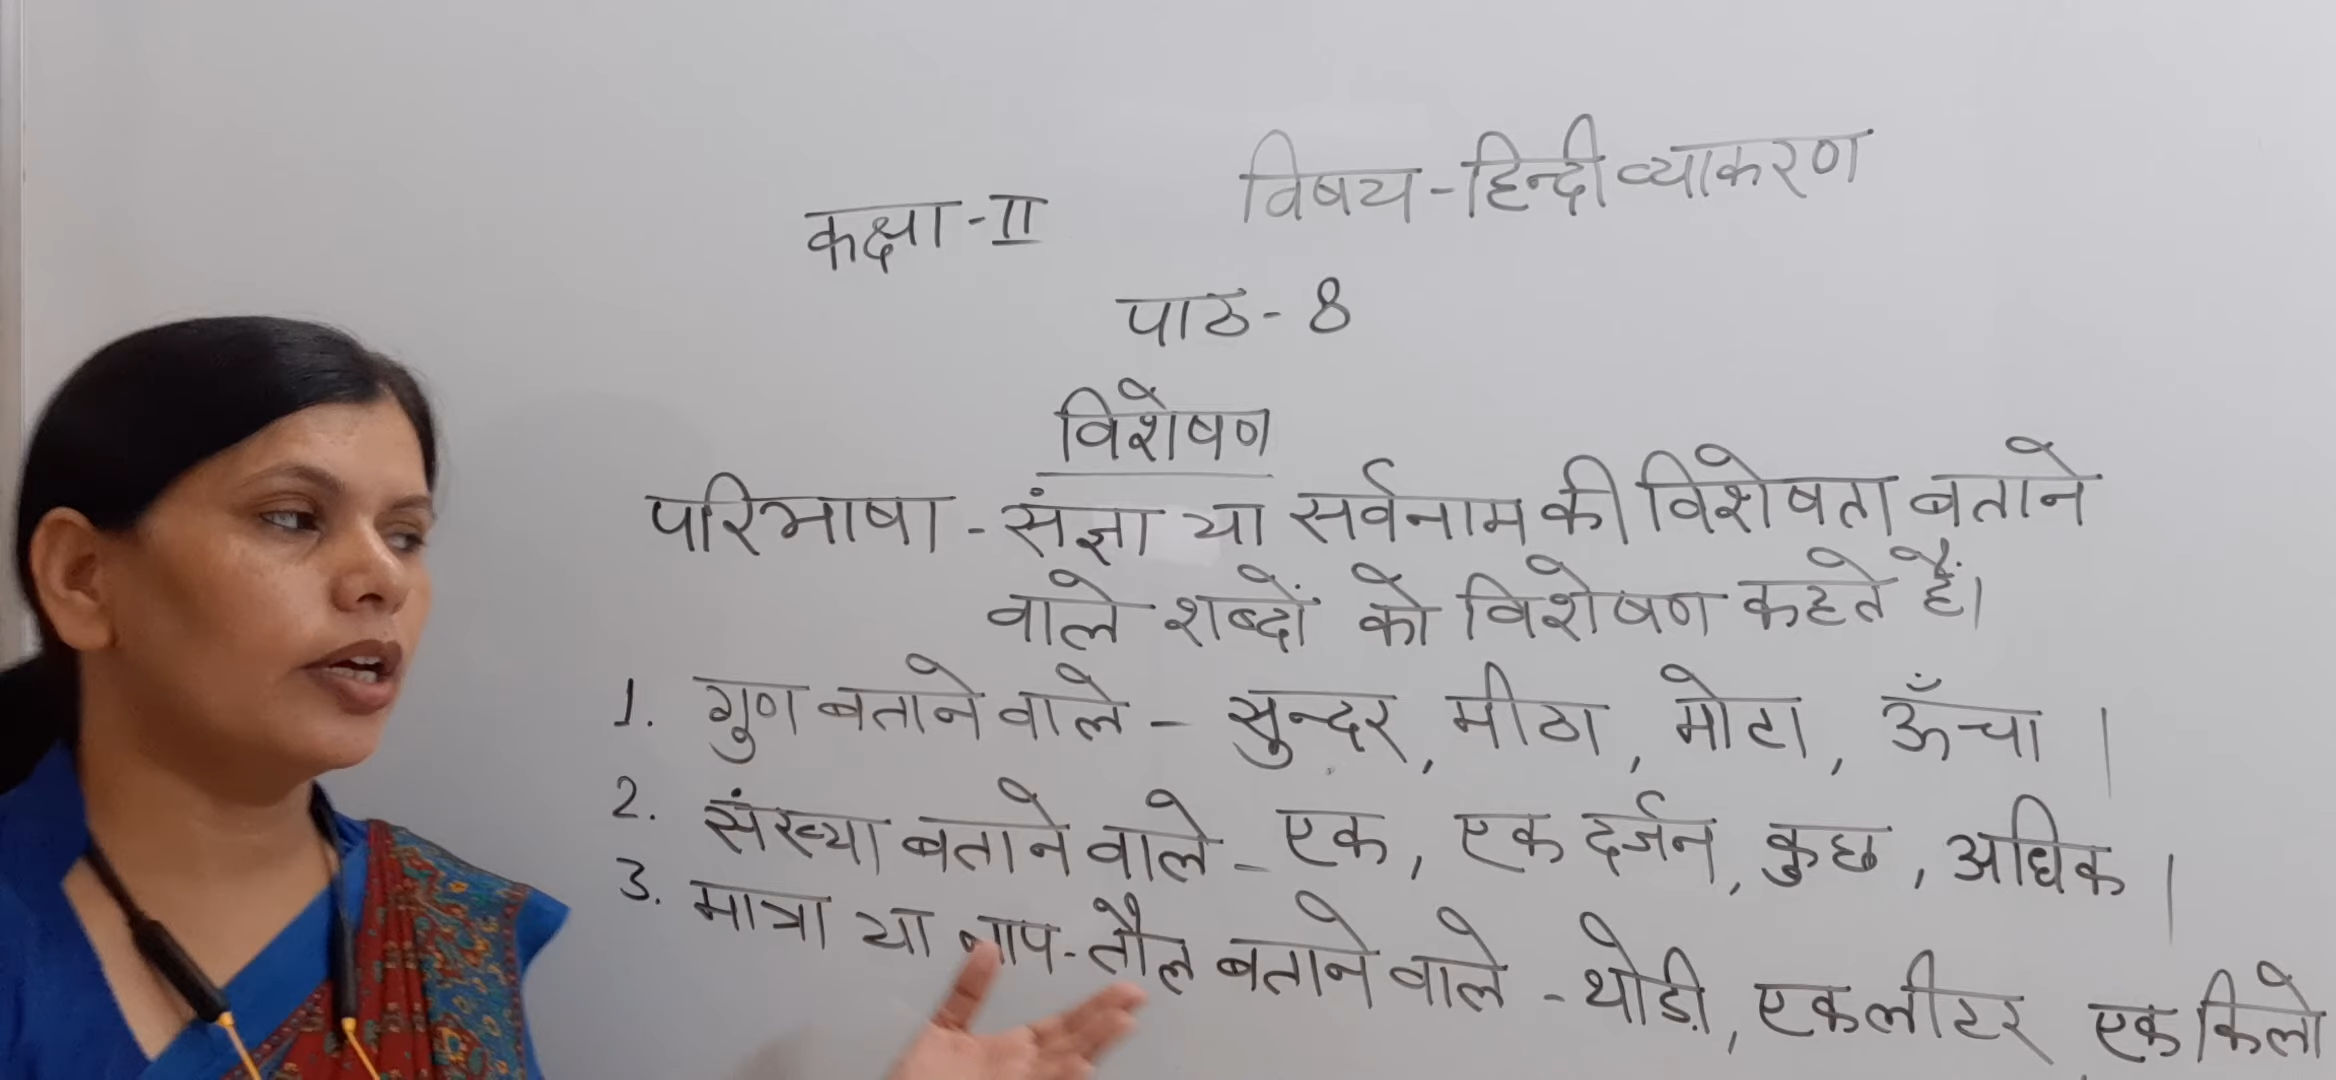 कक्षा - II विषय - हिन्दी व्याकरण
पाठ - 8
विशेषण
परिभाषा - संज्ञा या सर्वनाम की विशेषता बताने
वाले शब्दों को विशेषण कहते हैं।
1. गुण बताने वाले - सुन्दर, मीठा, मोटा, ऊँचा |
2. संख्या बताने वाले - एक, एक दर्जन, कुछ, अधिक |
3. मात्रा या नाप-तौल बताने वाले - थोड़ी, एक लीटर, एक किलो